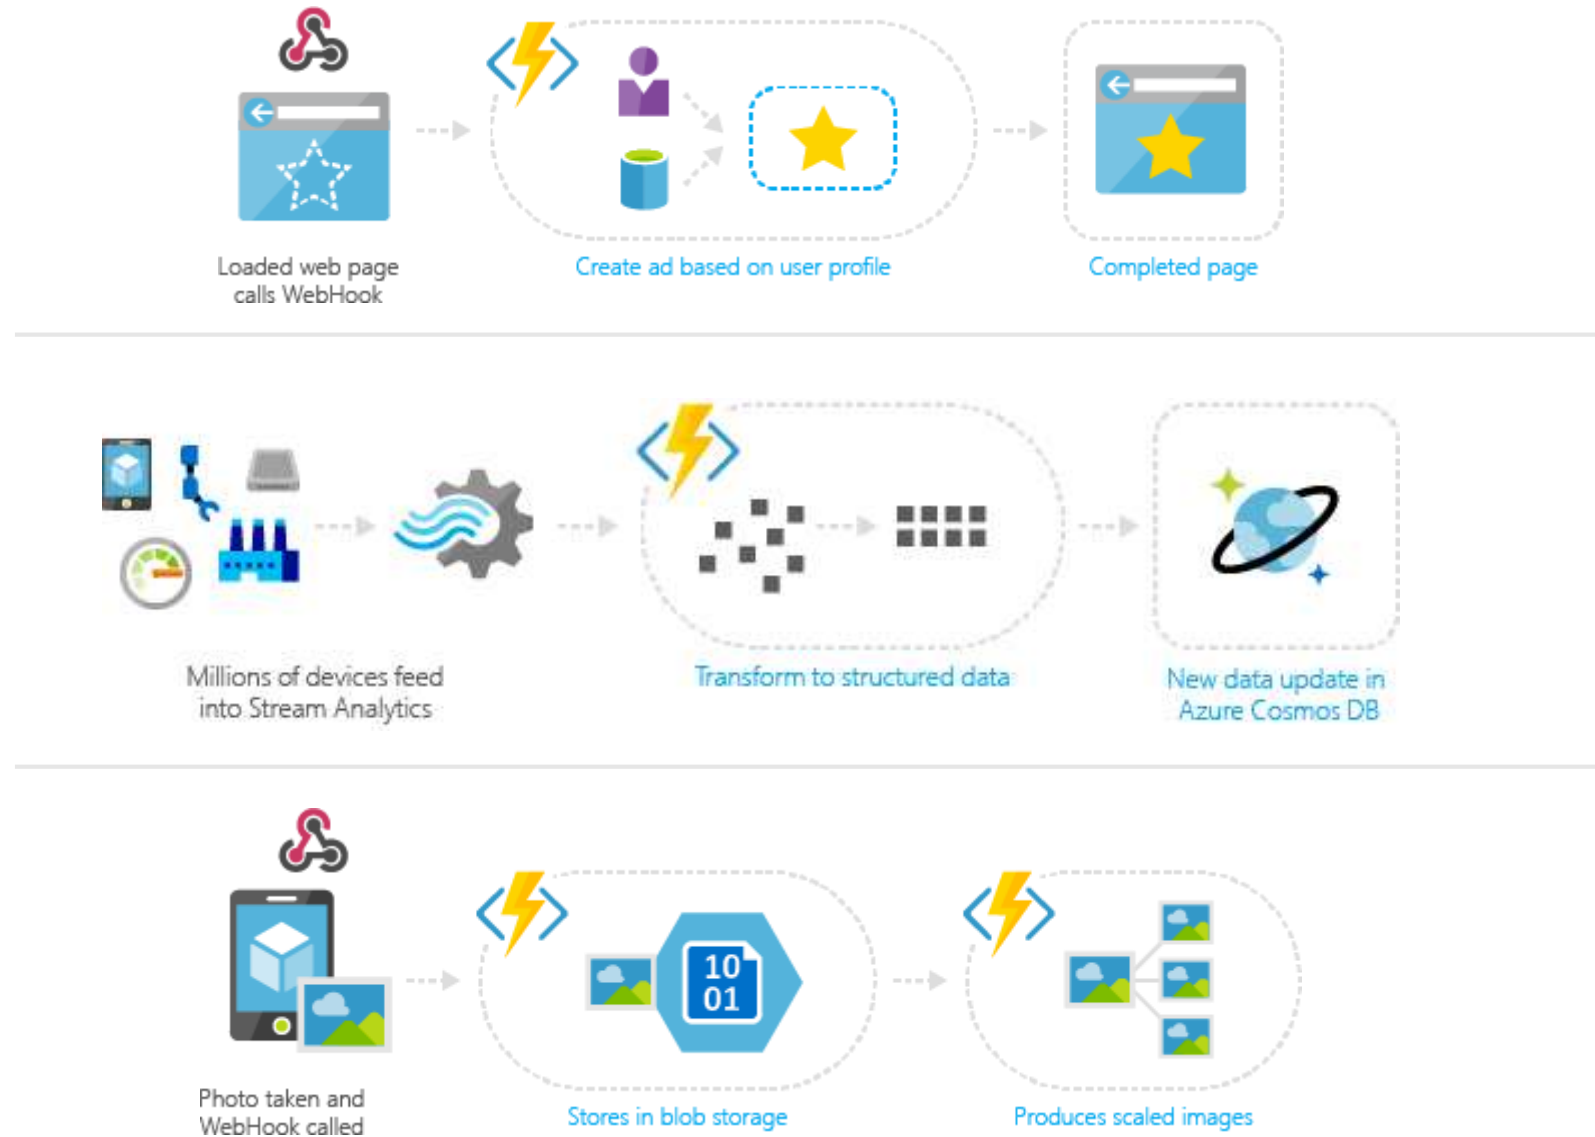 Loaded web page
calls WebHook
Create ad based on user profile
Completed page
Millions of devices feed
into Stream Analytics
Transform to structured data
New data update in
Azure Cosmos DB
10
01
Photo taken and
WebHook called
Stores in blob storage
Produces scaled images